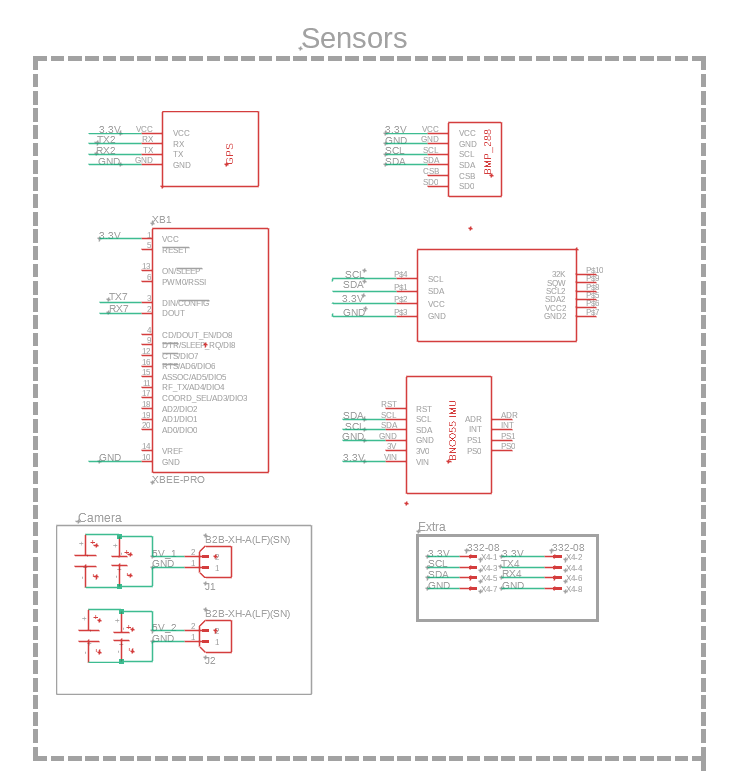 Sensors
3.3V VCC VCC
TX2 RX RX
RX2 TX TX
GND GND GND
GPS
3.3V VCC VCC
GND GND GND
SCL SCL SCL
SDA SDA SDA
CSB CSB
SD0 SD0
BMP_288
XB1
3.3V 1 VCC
5 RESET
13 ON/SLEEP
6 PWM0/RSSI
TX7 3 DIN/CONFIG
RX7 2 DOUT
4 CD/DOUT_EN/DO8
9 DTR/SLEEP_RQ/DI8
12 CTS/DIO7
16 RTS/AD6/DIO6
15 ASSOC/AD5/DIO5
11 RF_TX/AD4/DIO4
17 COORD_SEL/AD3/DIO3
18 AD2/DIO2
19 AD1/DIO1
20 AD0/DIO0
14 VREF
GND 10 GND
XBEE-PRO
SCL P$4 SCL
SDA P$1 SDA
3.3V P$2 VCC
GND P$3 GND
32K P$10
SQW P$9
SCL2 P$8
SDA2 P$5
VCC2 P$6
GND2 P$7
RST RST
SDA SCL SCL
SCL SDA SDA
GND GND GND
3V 3V0
3.3V VIN VIN
BNO055 IMU
ADR ADR
INT INT
PS1 PS1
PS0 PS0
Camera
5V_1 2 2
GND 1 1
B2B-XH-A(LF)(SN)
J1
5V_2 2 2
GND 1 1
B2B-XH-A(LF)(SN)
J2
Extra
332-08 332-08
3.3V X4-1 3.3V X4-2
SCL X4-3 TX4 X4-4
SDA X4-5 RX4 X4-6
GND X4-7 GND X4-8